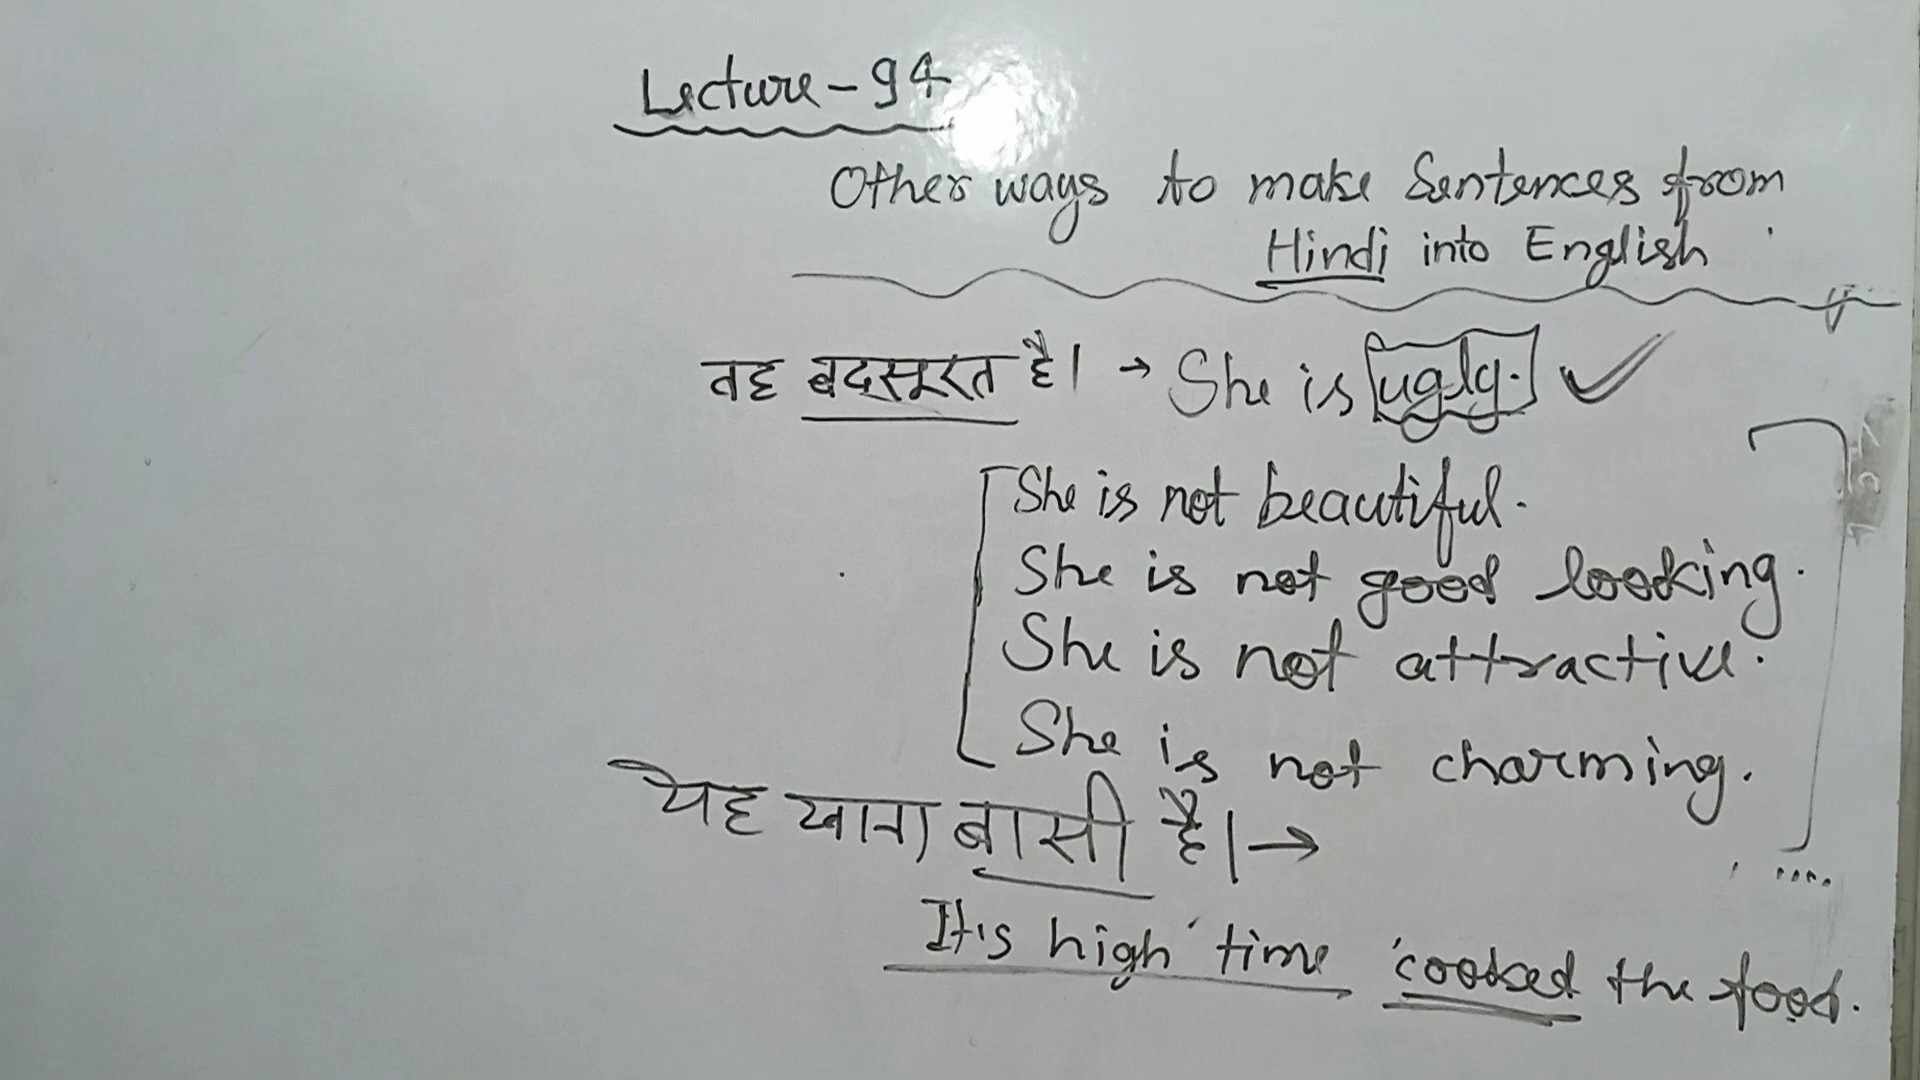 Lecture-94
Other ways to make Sentences from
Hindi into English
वह बदसूरत है। → She is ugly. ✓
She is not beautiful.
She is not good looking.
She is not attractive.
She is not charming.
यह खाना बासी है। →
It's high time cooked the food.